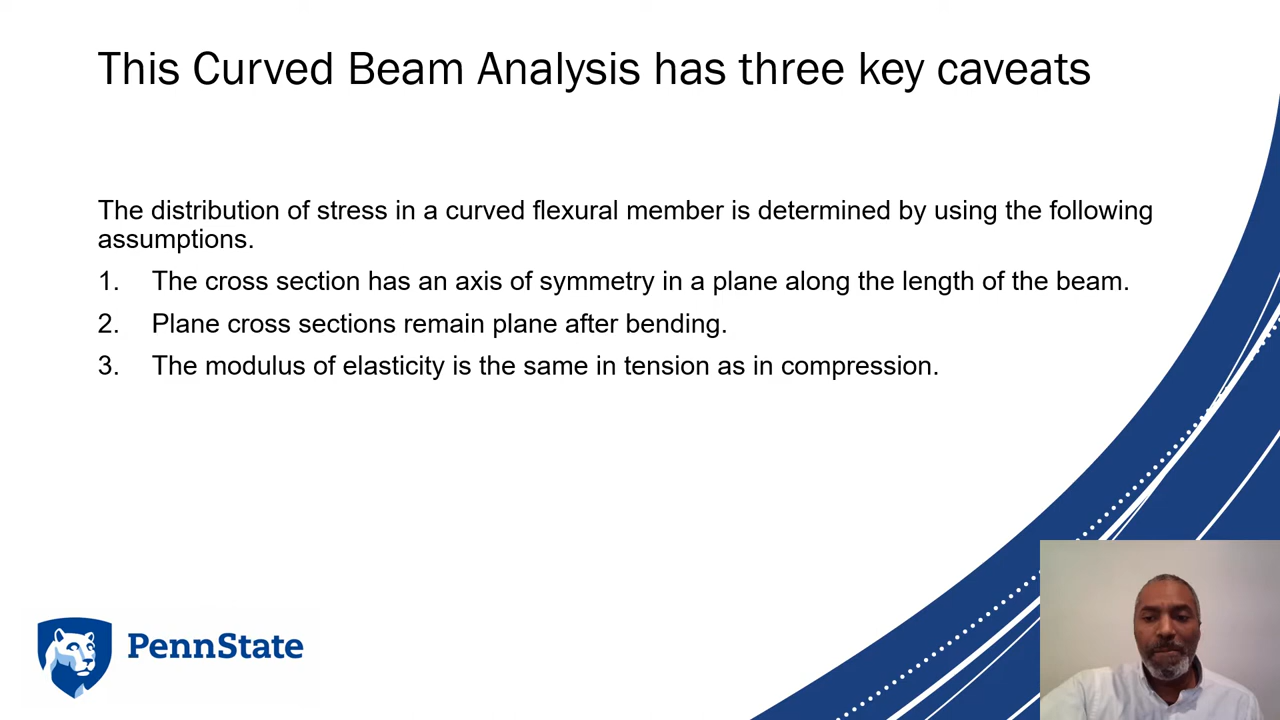 This Curved Beam Analysis has three key caveats
The distribution of stress in a curved flexural member is determined by using the following
assumptions.
1. The cross section has an axis of symmetry in a plane along the length of the beam.
2. Plane cross sections remain plane after bending.
3. The modulus of elasticity is the same in tension as in compression.
PennState